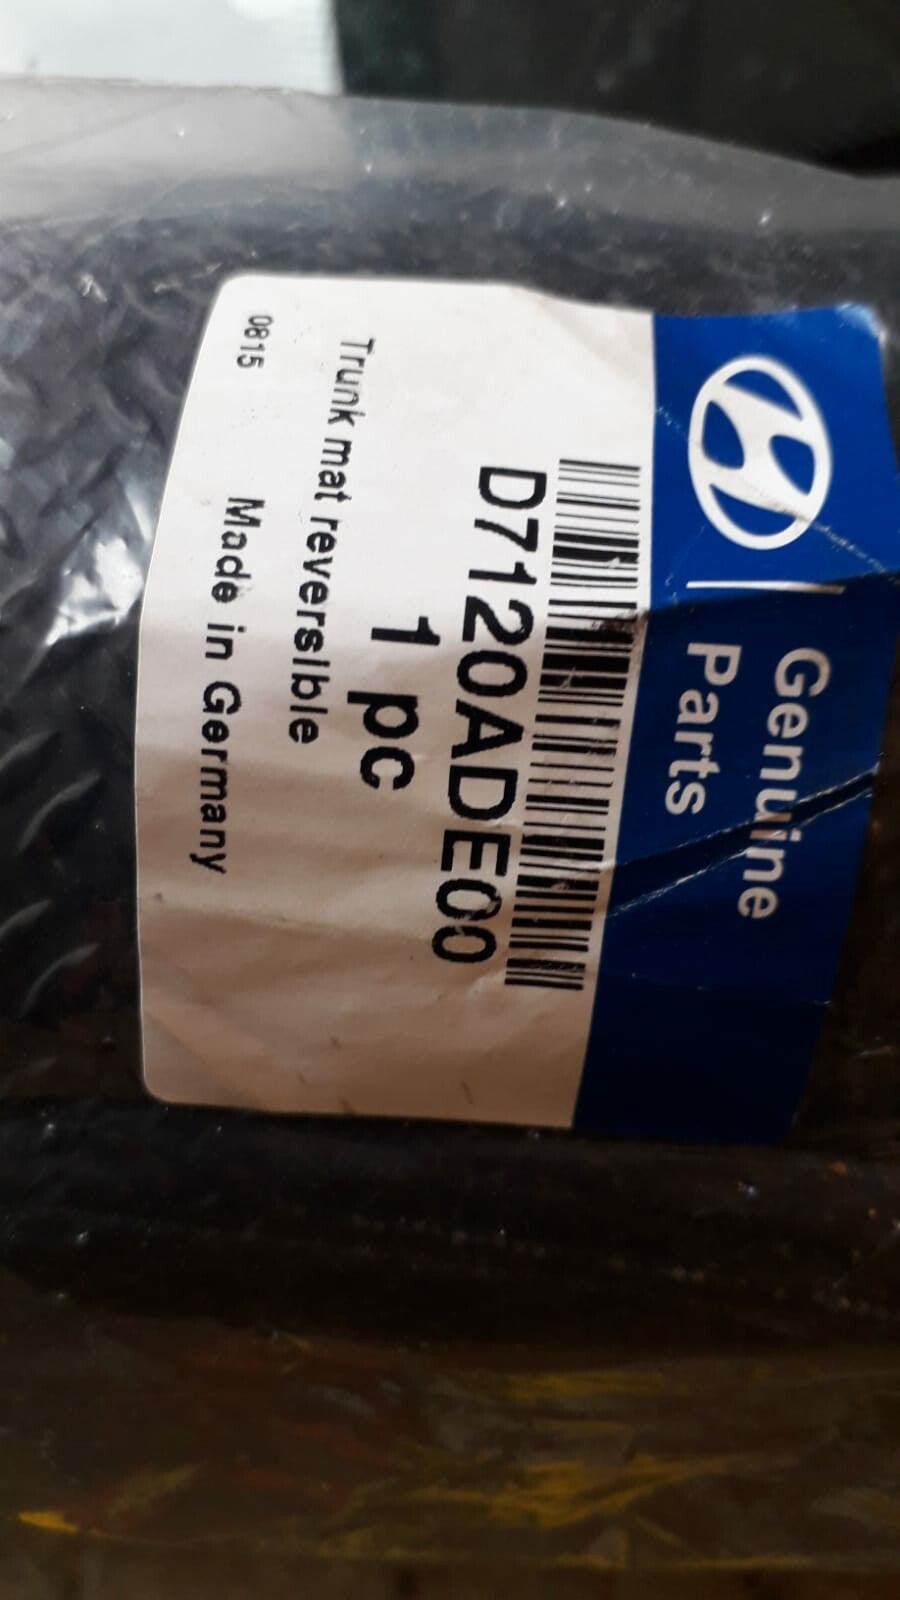 Genuine
Parts
D7120ADE00
1 pc
Trunk mat reversible
0815
Made in Germany